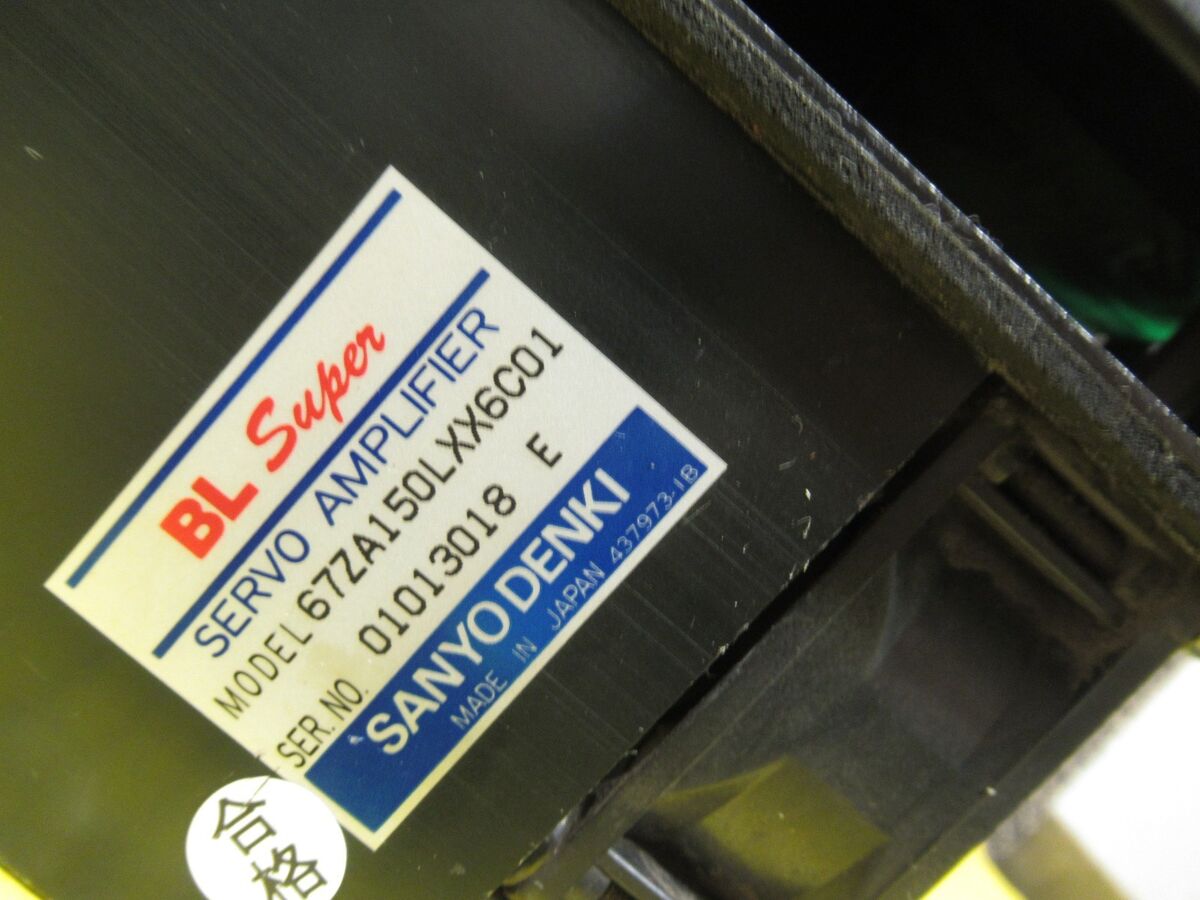 BL Super
SERVO AMPLIFIER
MODEL 67ZA150LXX6C01
SER.NO. 01013018 E
SANYO DENKI
MADE IN JAPAN 437973-1B
合格